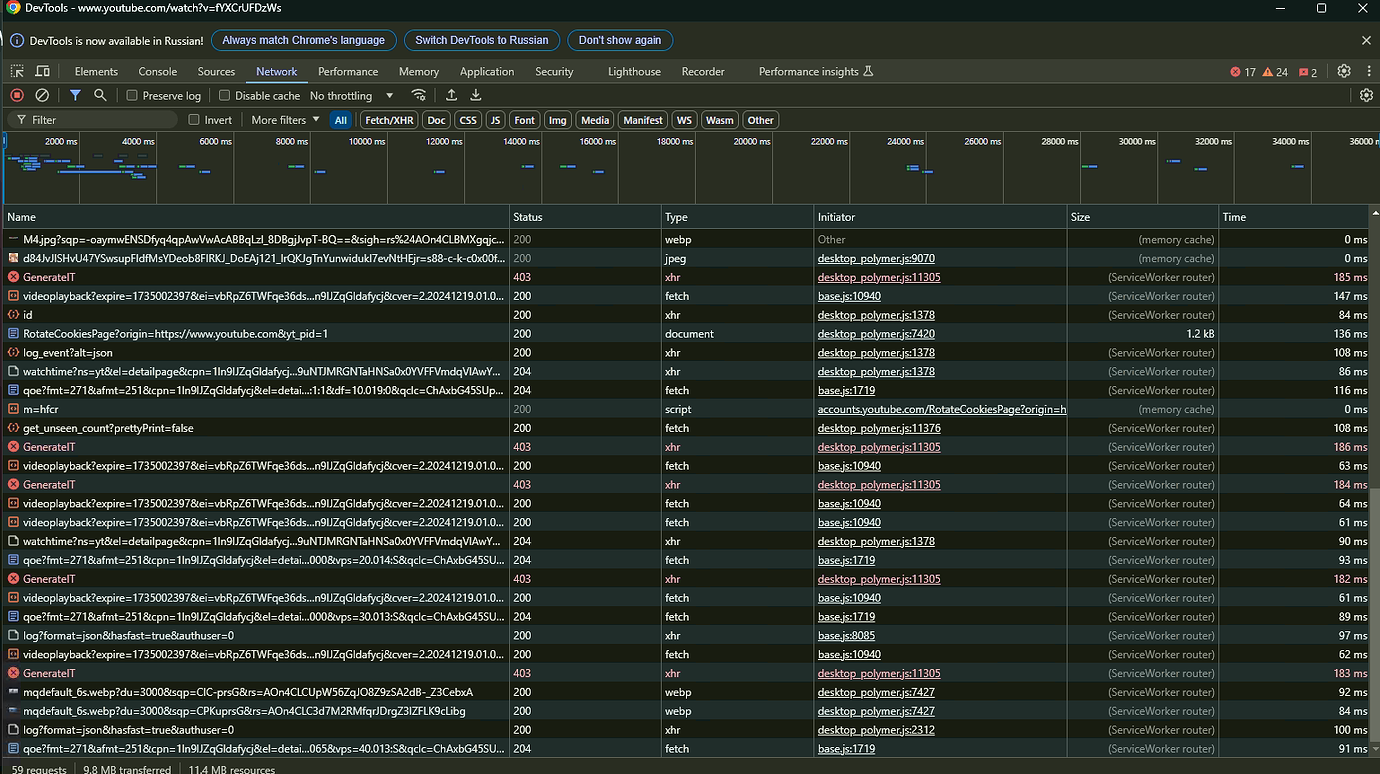 DevTools - www.youtube.com/watch?v=fYXCrUFDzWs
DevTools is now available in Russian! Always match Chrome's language Switch DevTools to Russian Don't show again
Elements Console Sources Network Performance Memory Application Security Lighthouse Recorder Performance insights 17 24 2
Preserve log Disable cache No throttling
Filter Invert More filters All Fetch/XHR Doc CSS JS Font Img Media Manifest WS Wasm Other
2000 ms 4000 ms 6000 ms 8000 ms 10000 ms 12000 ms 14000 ms 16000 ms 18000 ms 20000 ms 22000 ms 24000 ms 26000 ms 28000 ms 30000 ms 32000 ms 34000 ms 36000 m
Name Status Type Initiator Size Time
M4.jpg?sqp=-oaymwENSDfyq4qpAwVwAcABBqLzl_8DBgjJvpT-BQ==&sigh=rs%24AOn4CLBMXgqjc... 200 webp Other (memory cache) 0 ms
d84JvJISHvU47YSwsupFIdfMsYDeob8FIRKJ_DoEAj121_IrQKJgTnYunwidukI7evNtHEjr=s88-c-k-c0x00f... 200 jpeg desktop_polymer.js:9070 (memory cache) 0 ms
GenerateIT 403 xhr desktop_polymer.js:11305 (ServiceWorker router) 185 ms
videoplayback?expire=1735002397&ei=vbRpZ6TWFqe36ds...n9IJZqGIdafycj&cver=2.20241219.01.0... 200 fetch base.js:10940 (ServiceWorker router) 147 ms
id 200 xhr desktop_polymer.js:1378 (ServiceWorker router) 84 ms
RotateCookiesPage?origin=https://www.youtube.com&yt_pid=1 200 document desktop_polymer.js:7420 1.2 kB 136 ms
log_event?alt=json 200 xhr desktop_polymer.js:1378 (ServiceWorker router) 108 ms
watchtime?ns=yt&el=detailpage&cpn=1In9IJZqGIdafycj...9uNTJMRGNTaHNSa0x0YVFFVmdqVIAwY... 204 xhr desktop_polymer.js:1378 (ServiceWorker router) 86 ms
qoe?fmt=271&afmt=251&cpn=1In9IJZqGIdafycj&el=detai...:1:1&df=10.019:0&qclc=ChAxbG45SUp... 204 fetch base.js:1719 (ServiceWorker router) 116 ms
m=hfcr 200 script accounts.youtube.com/RotateCookiesPage?origin=h (memory cache) 0 ms
get_unseen_count?prettyPrint=false 200 fetch desktop_polymer.js:11376 (ServiceWorker router) 108 ms
GenerateIT 403 xhr desktop_polymer.js:11305 (ServiceWorker router) 186 ms
videoplayback?expire=1735002397&ei=vbRpZ6TWFqe36ds...n9IJZqGIdafycj&cver=2.20241219.01.0... 200 fetch base.js:10940 (ServiceWorker router) 63 ms
GenerateIT 403 xhr desktop_polymer.js:11305 (ServiceWorker router) 184 ms
videoplayback?expire=1735002397&ei=vbRpZ6TWFqe36ds...n9IJZqGIdafycj&cver=2.20241219.01.0... 200 fetch base.js:10940 (ServiceWorker router) 64 ms
videoplayback?expire=1735002397&ei=vbRpZ6TWFqe36ds...n9IJZqGIdafycj&cver=2.20241219.01.0... 200 fetch base.js:10940 (ServiceWorker router) 61 ms
watchtime?ns=yt&el=detailpage&cpn=1In9IJZqGIdafycj...9uNTJMRGNTaHNSa0x0YVFFVmdqVIAwY... 204 xhr desktop_polymer.js:1378 (ServiceWorker router) 90 ms
qoe?fmt=271&afmt=251&cpn=1In9IJZqGIdafycj&el=detai...000&vps=20.014:S&qclc=ChAxbG45SU... 204 fetch base.js:1719 (ServiceWorker router) 93 ms
GenerateIT 403 xhr desktop_polymer.js:11305 (ServiceWorker router) 182 ms
videoplayback?expire=1735002397&ei=vbRpZ6TWFqe36ds...n9IJZqGIdafycj&cver=2.20241219.01.0... 200 fetch base.js:10940 (ServiceWorker router) 61 ms
qoe?fmt=271&afmt=251&cpn=1In9IJZqGIdafycj&el=detai...000&vps=30.013:S&qclc=ChAxbG45SU... 204 fetch base.js:1719 (ServiceWorker router) 89 ms
log?format=json&hasfast=true&authuser=0 200 xhr base.js:8085 (ServiceWorker router) 97 ms
videoplayback?expire=1735002397&ei=vbRpZ6TWFqe36ds...n9IJZqGIdafycj&cver=2.20241219.01.0... 200 fetch base.js:10940 (ServiceWorker router) 62 ms
GenerateIT 403 xhr desktop_polymer.js:11305 (ServiceWorker router) 183 ms
mqdefault_6s.webp?du=3000&sqp=CIC-prsG&rs=AOn4CLCUpW56ZqJO8Z9zSA2dB-_Z3CebxA 200 webp desktop_polymer.js:7427 (ServiceWorker router) 92 ms
mqdefault_6s.webp?du=3000&sqp=CPKuprsG&rs=AOn4CLC3d7M2RMfqrJDrgZ3IZFLK9cLibg 200 webp desktop_polymer.js:7427 (ServiceWorker router) 84 ms
log?format=json&hasfast=true&authuser=0 200 xhr desktop_polymer.js:2312 (ServiceWorker router) 100 ms
qoe?fmt=271&afmt=251&cpn=1In9IJZqGIdafycj&el=detai...065&vps=40.013:S&qclc=ChAxbG45SU... 204 fetch base.js:1719 (ServiceWorker router) 91 ms
59 requests 9.8 MB transferred 11.4 MB resources